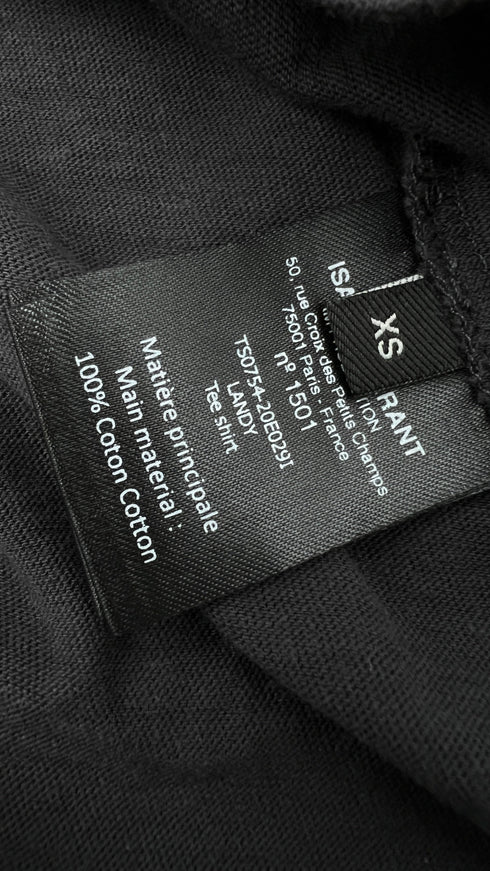 XS
50, rue Croix des Petits Champs
75001 Paris - France
nº 1501
TS0754-20E029I
LANDY
Tee shirt
Matière principale
Main material :
100% Coton Cotton